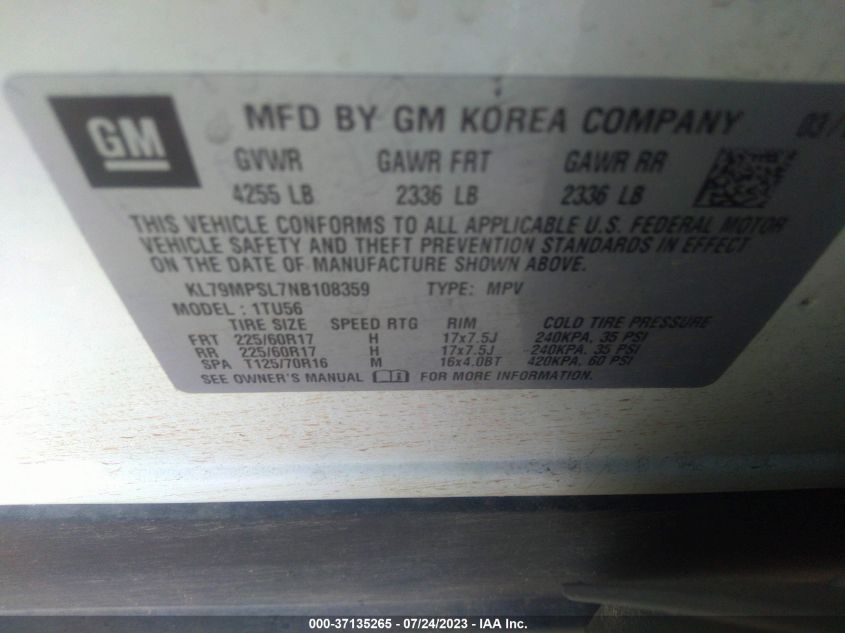 GM MFD BY GM KOREA COMPANY 03/
GVWR GAWR FRT GAWR RR
4255 LB 2336 LB 2336 LB
THIS VEHICLE CONFORMS TO ALL APPLICABLE U.S. FEDERAL MOTOR
VEHICLE SAFETY AND THEFT PREVENTION STANDARDS IN EFFECT
ON THE DATE OF MANUFACTURE SHOWN ABOVE.
KL79MPSL7NB108359 TYPE: MPV
MODEL: 1TU56
TIRE SIZE SPEED RTG RIM COLD TIRE PRESSURE
FRT 225/60R17 H 17x7.5J 240KPA, 35 PSI
RR 225/60R17 H 17x7.5J 240KPA, 35 PSI
SPA T125/70R16 M 16x4.0BT 420KPA, 60 PSI
SEE OWNER'S MANUAL FOR MORE INFORMATION
000-37135265 - 07/24/2023 - IAA Inc.